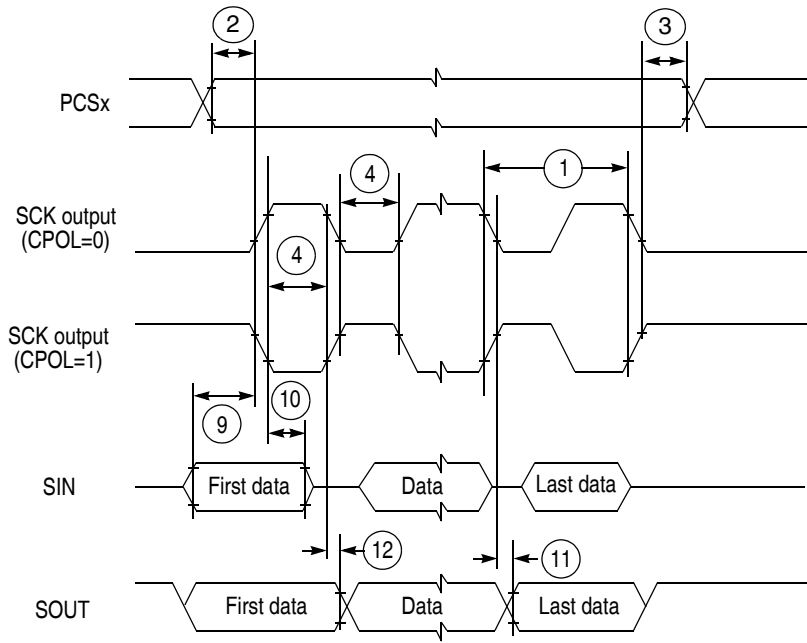 2
3
PCSx
4
1
SCK output
(CPOL=0)
4
SCK output
(CPOL=1)
9
10
SIN
First data
Data
Last data
12
11
SOUT
First data
Data
Last data